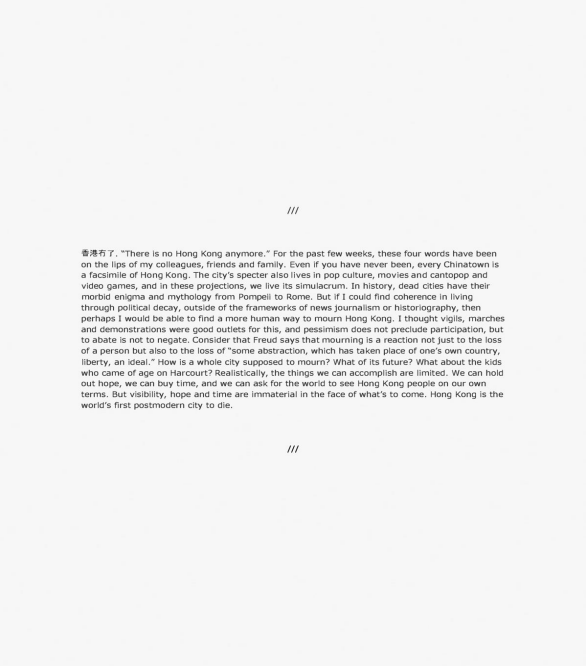 ///
香港冇了. “There is no Hong Kong anymore.” For the past few weeks, these four words have been
on the lips of my colleagues, friends and family. Even if you have never been, every Chinatown is
a facsimile of Hong Kong. The city’s specter also lives in pop culture, movies and cantopop and
video games, and in these projections, we live its simulacrum. In history, dead cities have their
morbid enigma and mythology from Pompeii to Rome. But if I could find coherence in living
through political decay, outside of the frameworks of news journalism or historiography, then
perhaps I would be able to find a more human way to mourn Hong Kong. I thought vigils, marches
and demonstrations were good outlets for this, and pessimism does not preclude participation, but
to abate is not to negate. Consider that Freud says that mourning is a reaction not just to the loss
of a person but also to the loss of “some abstraction, which has taken place of one’s own country,
liberty, an ideal.” How is a whole city supposed to mourn? What of its future? What about the kids
who came of age on Harcourt? Realistically, the things we can accomplish are limited. We can hold
out hope, we can buy time, and we can ask for the world to see Hong Kong people on our own
terms. But visibility, hope and time are immaterial in the face of what’s to come. Hong Kong is the
world’s first postmodern city to die.
///